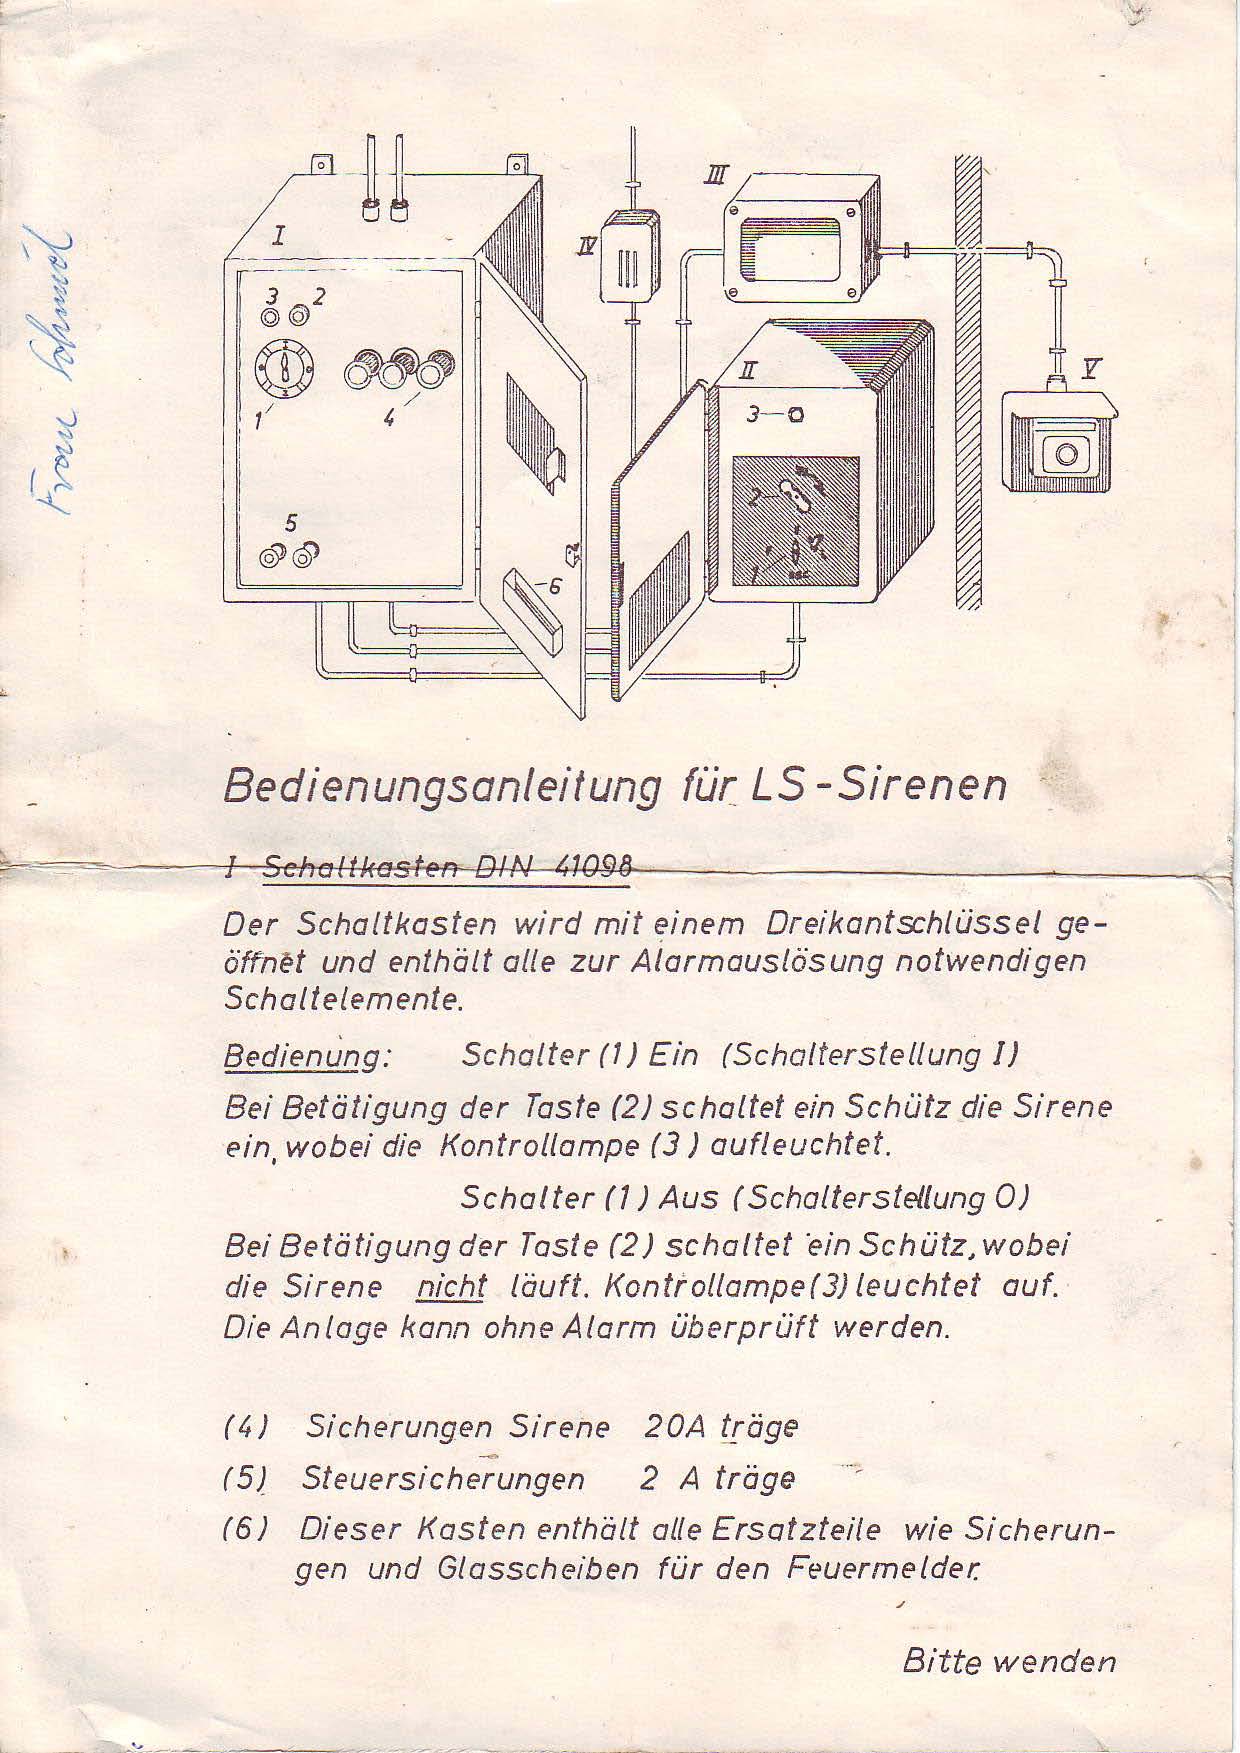 Frau Schmidt
I
II
III
IV
V
3 2
1
4
5
6
3
2
1
Bedienungsanleitung für LS-Sirenen
I Schaltkasten DIN 41098
Der Schaltkasten wird mit einem Dreikantschlüssel ge-
öffnet und enthält alle zur Alarmauslösung notwendigen
Schaltelemente.
Bedienung: Schalter (1) Ein (Schalterstellung I)
Bei Betätigung der Taste (2) schaltet ein Schütz die Sirene
ein, wobei die Kontrollampe (3) aufleuchtet.
Schalter (1) Aus (Schalterstellung 0)
Bei Betätigung der Taste (2) schaltet ein Schütz, wobei
die Sirene nicht läuft. Kontrollampe (3) leuchtet auf.
Die Anlage kann ohne Alarm überprüft werden.
(4) Sicherungen Sirene 20A träge
(5) Steuersicherungen 2 A träge
(6) Dieser Kasten enthält alle Ersatzteile wie Sicherun-
gen und Glasscheiben für den Feuermelder.
Bitte wenden